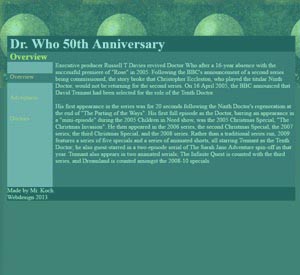 Dr. Who 50th Anniversary
Overview
Overview
Adventures
Doctors
Executive producer Russell T Davies revived Doctor Who after a 16-year absence with the
successful premiere of "Rose" in 2005. Following the BBC's announcement of a second series
being commissioned, the story broke that Christopher Eccleston, who played the titular Ninth
Doctor, would not be returning for the second series. On 16 April 2005, the BBC announced that
David Tennant had been selected for the role of the Tenth Doctor.
His first appearance in the series was for 20 seconds following the Ninth Doctor's regeneration at
the end of "The Parting of the Ways". His first full episode as the Doctor, barring an appearance in
a "mini-episode" during the 2005 Children in Need show, was the 2005 Christmas Special, "The
Christmas Invasion". He then appeared in the 2006 series, the second Christmas Special, the 2007
series, the third Christmas Special, and the 2008 series. Rather than a traditional series run, 2009
features a series of five specials and a series of animated shorts, all starring Tennant as the Tenth
Doctor; he also guest-starred in a two-episode serial of The Sarah Jane Adventures spin-off in that
year. Tennant also appears in two animated serials: The Infinite Quest is counted with the third
series, and Dreamland is counted amongst the 2008-10 specials.
Made by Mr. Koch
Webdesign 2013